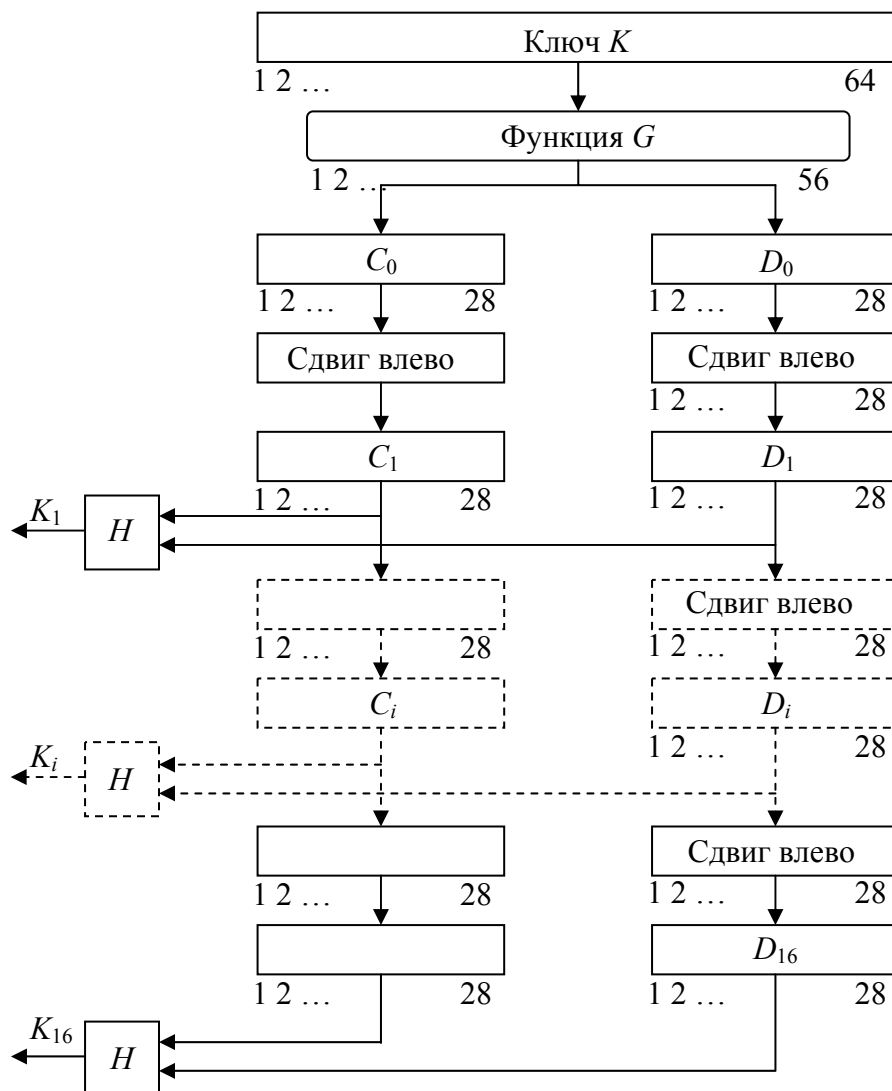 Ключ K
1 2 … 64
Функция G
1 2 … 56
C₀ D₀
1 2 … 28 1 2 … 28
Сдвиг влево Сдвиг влево
1 2 … 28
C₁ D₁
1 2 … 28 1 2 … 28
K₁ H
Сдвиг влево
1 2 … 28 1 2 … 28
Cᵢ Dᵢ
1 2 … 28
Kᵢ H
Сдвиг влево
1 2 … 28 1 2 … 28
D₁₆
1 2 … 28 1 2 … 28
K₁₆ H